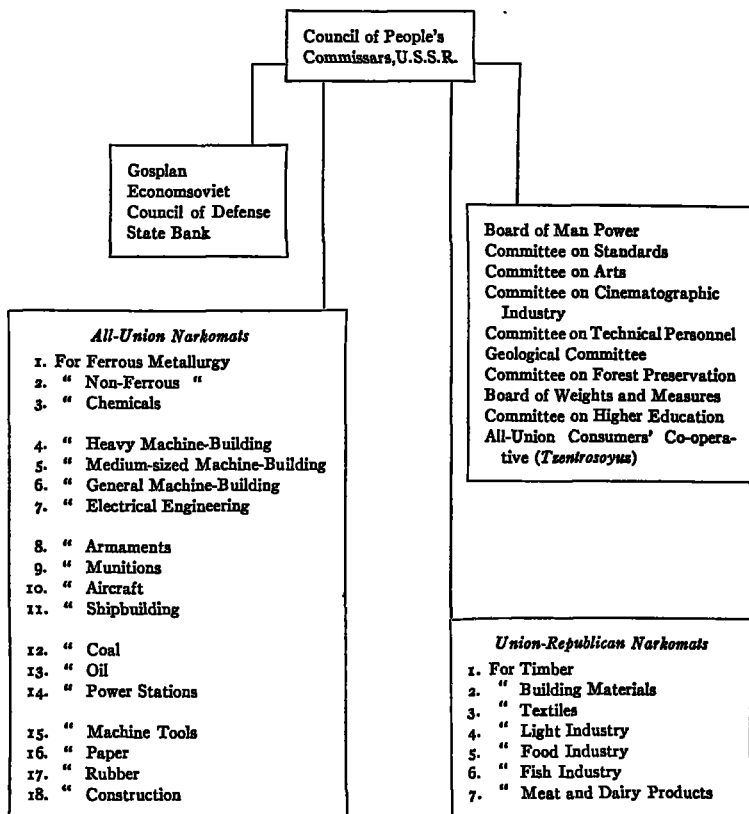 Council of People's
Commissars, U.S.S.R.
Gosplan
Economsoviet
Council of Defense
State Bank
Board of Man Power
Committee on Standards
Committee on Arts
Committee on Cinematographic
Industry
Committee on Technical Personnel
Geological Committee
Committee on Forest Preservation
Board of Weights and Measures
Committee on Higher Education
All-Union Consumers' Co-opera-
tive (Tzentrosoyuz)
All-Union Narkomats
1. For Ferrous Metallurgy
2. “ Non-Ferrous “
3. “ Chemicals
4. “ Heavy Machine-Building
5. “ Medium-sized Machine-Building
6. “ General Machine-Building
7. “ Electrical Engineering
8. “ Armaments
9. “ Munitions
10. “ Aircraft
11. “ Shipbuilding
12. “ Coal
13. “ Oil
14. “ Power Stations
15. “ Machine Tools
16. “ Paper
17. “ Rubber
18. “ Construction
Union-Republican Narkomats
1. For Timber
2. “ Building Materials
3. “ Textiles
4. “ Light Industry
5. “ Food Industry
6. “ Fish Industry
7. “ Meat and Dairy Products